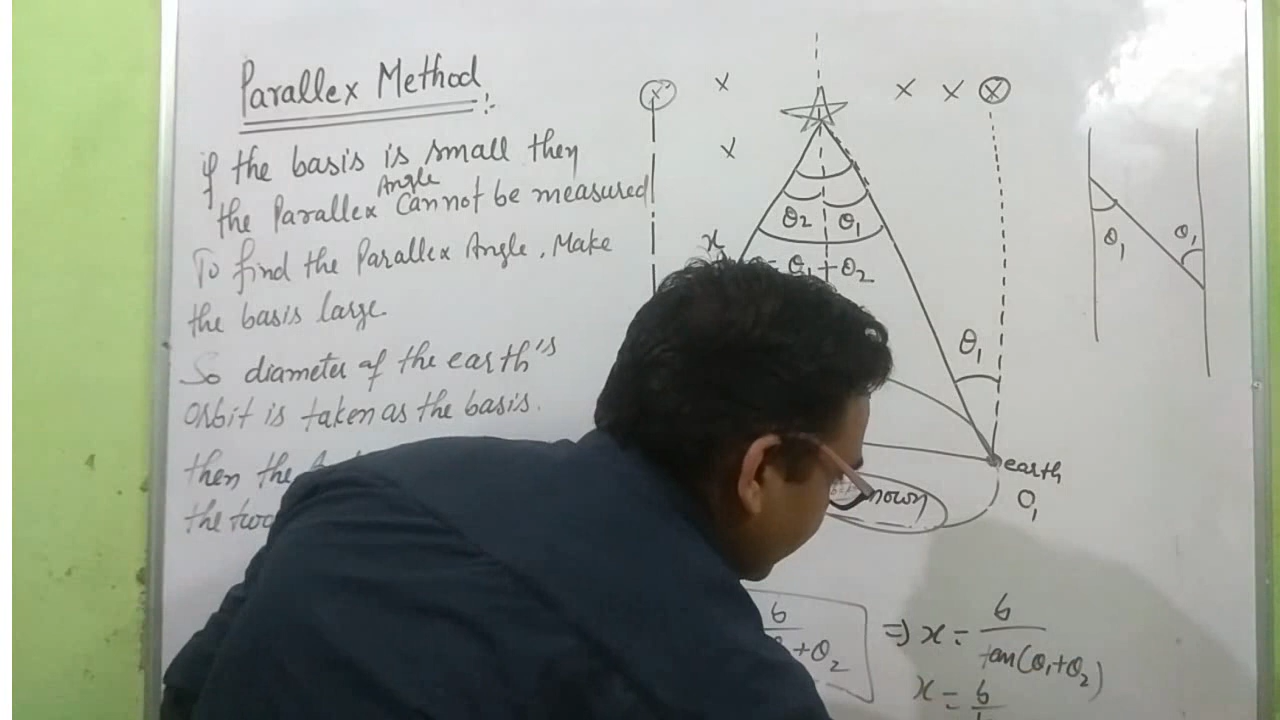 Parallex Method :-
if the basis is small then
the Parallex Angle cannot be measured
To find the Parallex Angle, Make
the basis large.
So diameter of the earth's
Orbit is taken as the basis.
then the
the two
x x x x x
x
θ2 θ1
x
= θ1 + θ2
θ1
earth
O1
nown
θ1 θ1
b
+θ2
=) x = b / tan(θ1+θ2)
x = b